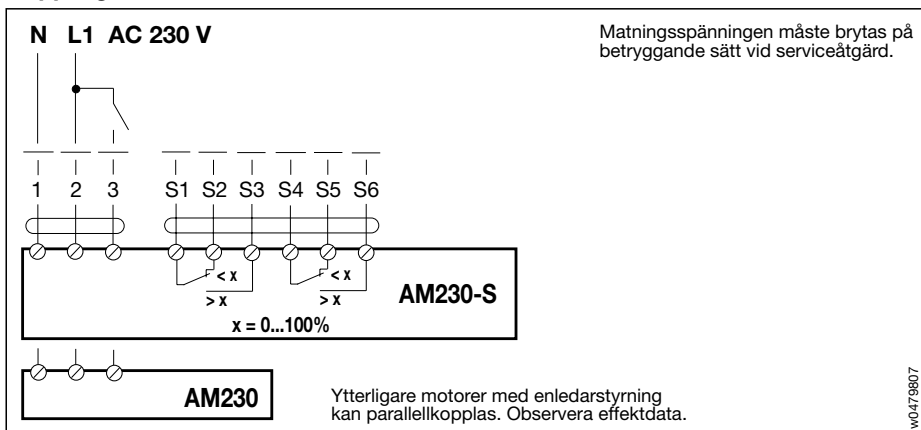 N L1 AC 230 V
Matningsspänningen måste brytas på
betryggande sätt vid serviceåtgärd.
1 2 3 S1 S2 S3 S4 S5 S6
< x < x
> x > x
AM230-S
x = 0...100%
AM230
Ytterligare motorer med enledarstyrning
kan parallellkopplas. Observera effektdata.
w0479807